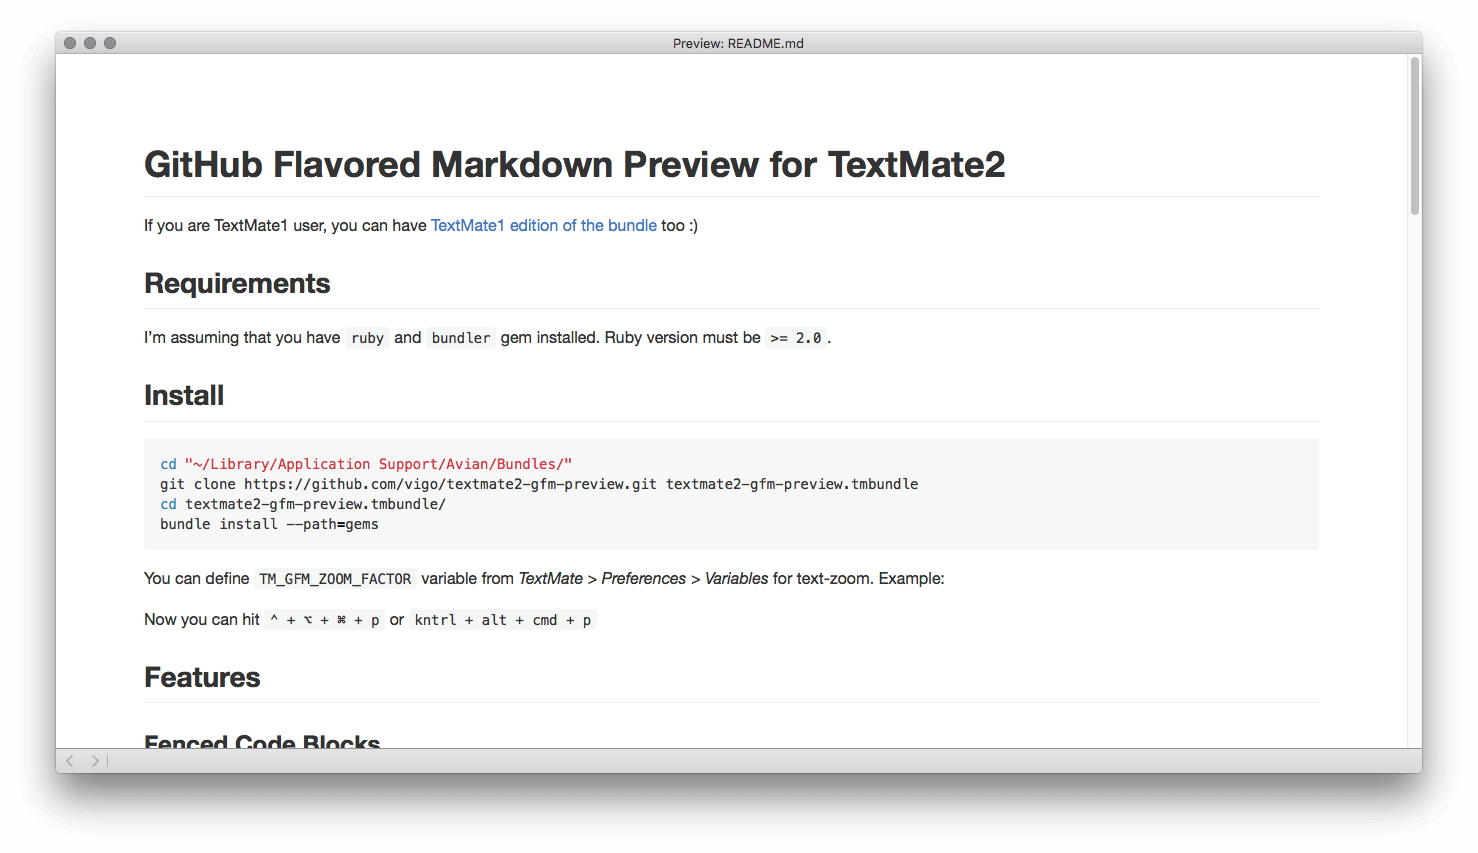 Preview: README.md
GitHub Flavored Markdown Preview for TextMate2
If you are TextMate1 user, you can have TextMate1 edition of the bundle too :)
Requirements
I’m assuming that you have ruby and bundler gem installed. Ruby version must be >= 2.0 .
Install
cd "~/Library/Application Support/Avian/Bundles/"
git clone https://github.com/vigo/textmate2-gfm-preview.git textmate2-gfm-preview.tmbundle
cd textmate2-gfm-preview.tmbundle/
bundle install --path=gems
You can define TM_GFM_ZOOM_FACTOR variable from TextMate > Preferences > Variables for text-zoom. Example:
Now you can hit ⌃ + ⌥ + ⌘ + p or kntrl + alt + cmd + p
Features
Fenced Code Blocks